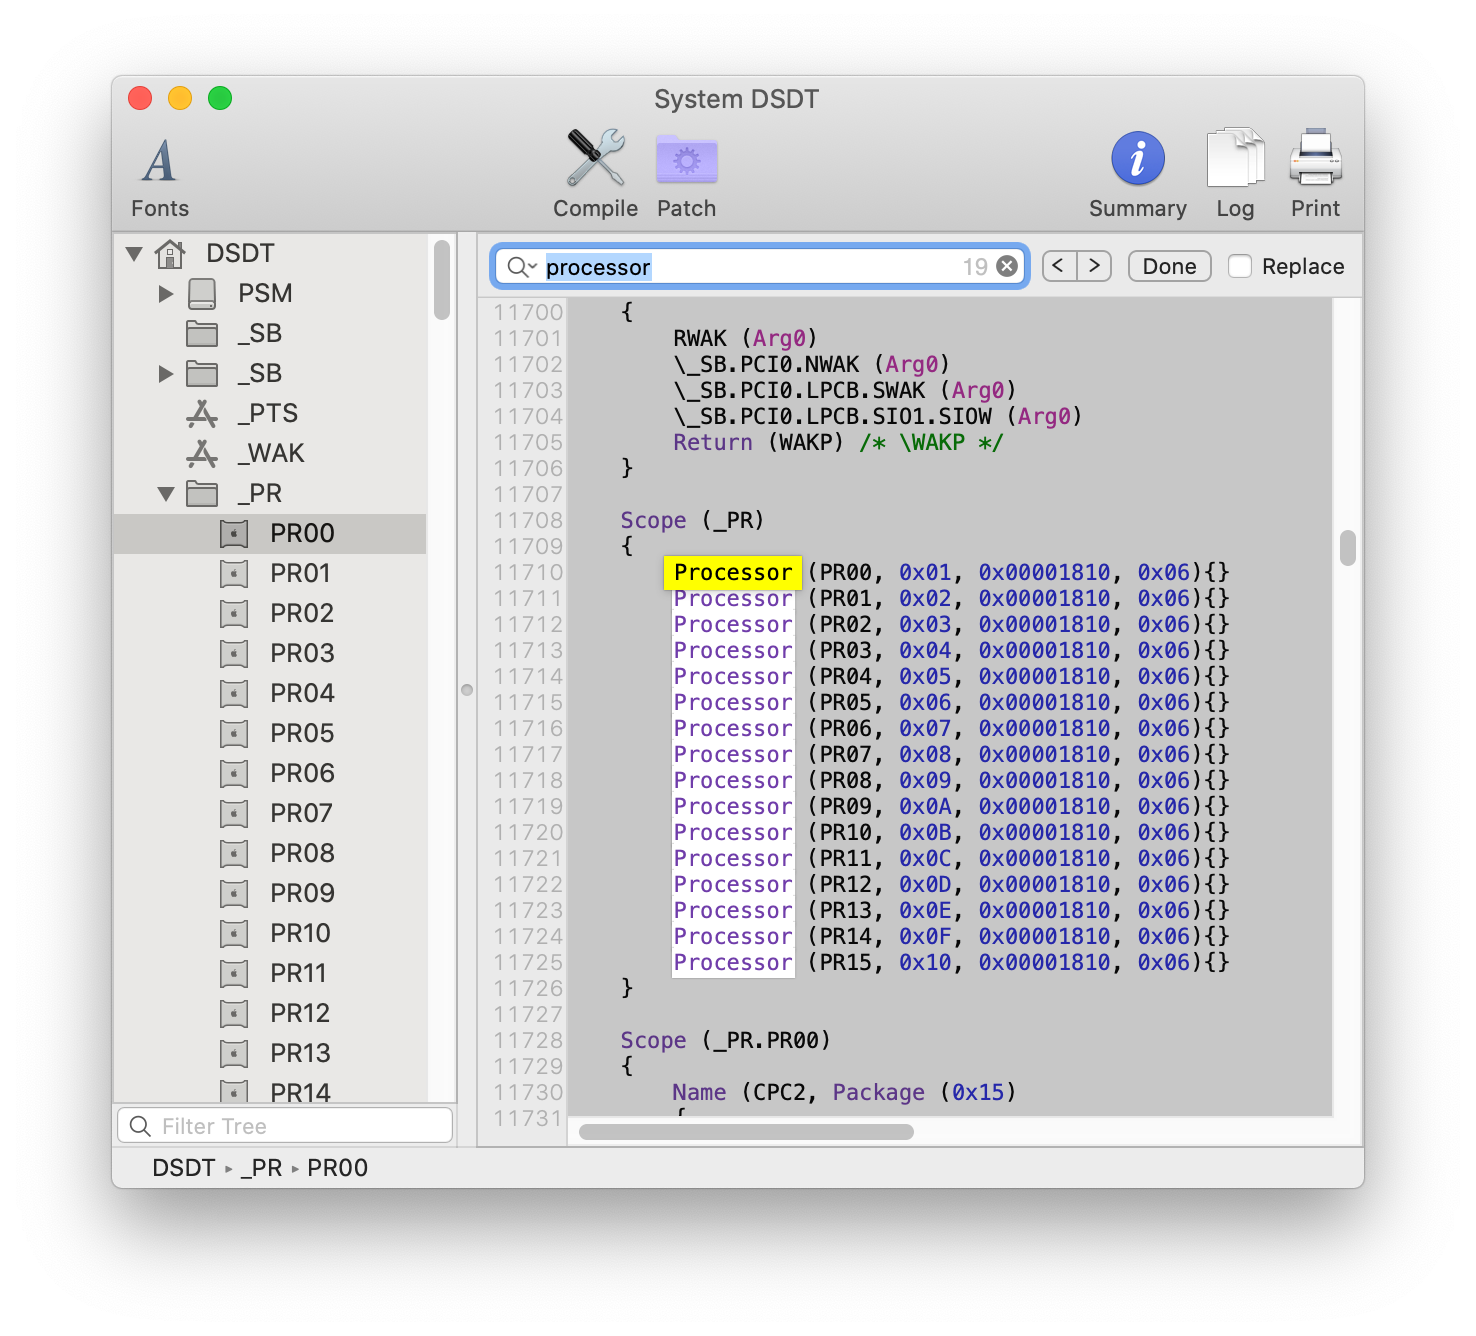 System DSDT
Fonts
Compile
Patch
Summary
Log
Print
DSDT
PSM
_SB
_SB
_PTS
_WAK
_PR
PR00
PR01
PR02
PR03
PR04
PR05
PR06
PR07
PR08
PR09
PR10
PR11
PR12
PR13
PR14
Filter Tree
processor 19 < > Done Replace
11700 {
11701 RWAK (Arg0)
11702 \_SB.PCI0.NWAK (Arg0)
11703 \_SB.PCI0.LPCB.SWAK (Arg0)
11704 \_SB.PCI0.LPCB.SIO1.SIOW (Arg0)
11705 Return (WAKP) /* \WAKP */
11706 }
11707
11708 Scope (_PR)
11709 {
11710 Processor (PR00, 0x01, 0x00001810, 0x06){}
11711 Processor (PR01, 0x02, 0x00001810, 0x06){}
11712 Processor (PR02, 0x03, 0x00001810, 0x06){}
11713 Processor (PR03, 0x04, 0x00001810, 0x06){}
11714 Processor (PR04, 0x05, 0x00001810, 0x06){}
11715 Processor (PR05, 0x06, 0x00001810, 0x06){}
11716 Processor (PR06, 0x07, 0x00001810, 0x06){}
11717 Processor (PR07, 0x08, 0x00001810, 0x06){}
11718 Processor (PR08, 0x09, 0x00001810, 0x06){}
11719 Processor (PR09, 0x0A, 0x00001810, 0x06){}
11720 Processor (PR10, 0x0B, 0x00001810, 0x06){}
11721 Processor (PR11, 0x0C, 0x00001810, 0x06){}
11722 Processor (PR12, 0x0D, 0x00001810, 0x06){}
11723 Processor (PR13, 0x0E, 0x00001810, 0x06){}
11724 Processor (PR14, 0x0F, 0x00001810, 0x06){}
11725 Processor (PR15, 0x10, 0x00001810, 0x06){}
11726 }
11727
11728 Scope (_PR.PR00)
11729 {
11730 Name (CPC2, Package (0x15)
11731 {
DSDT ▸ _PR ▸ PR00